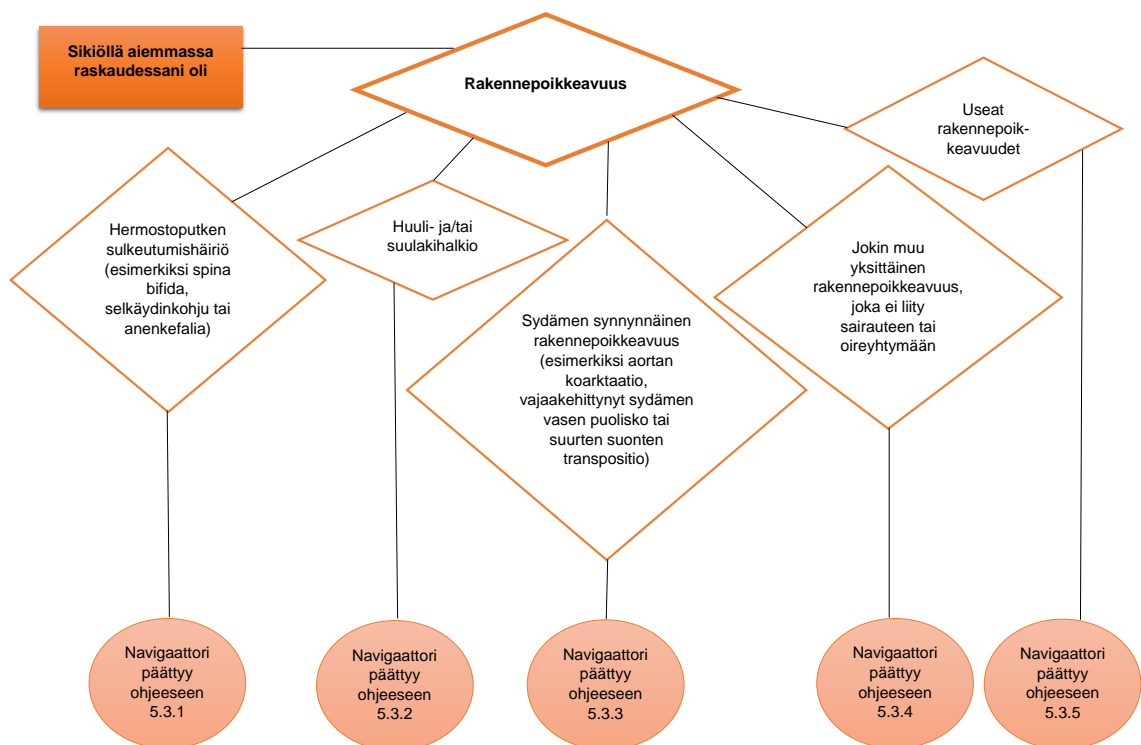 Sikiöllä aiemmassa
raskaudessani oli
Rakennepoikkeavuus
Useat
rakennepoik-
keavuudet
Hermostoputken
sulkeutumishäiriö
(esimerkiksi spina
bifida,
selkäydinkohju tai
anenkefalia)
Huuli- ja/tai
suulakihalkio
Sydämen synnynnäinen
rakennepoikkeavuus
(esimerkiksi aortan
koarktaatio,
vajaakehittynyt sydämen
vasen puolisko tai
suurten suonten
transpositio)
Jokin muu
yksittäinen
rakennepoikkeavuus,
joka ei liity
sairauteen tai
oireyhtymään
Navigaattori
päättyy
ohjeeseen
5.3.1
Navigaattori
päättyy
ohjeeseen
5.3.2
Navigaattori
päättyy
ohjeeseen
5.3.3
Navigaattori
päättyy
ohjeeseen
5.3.4
Navigaattori
päättyy
ohjeeseen
5.3.5